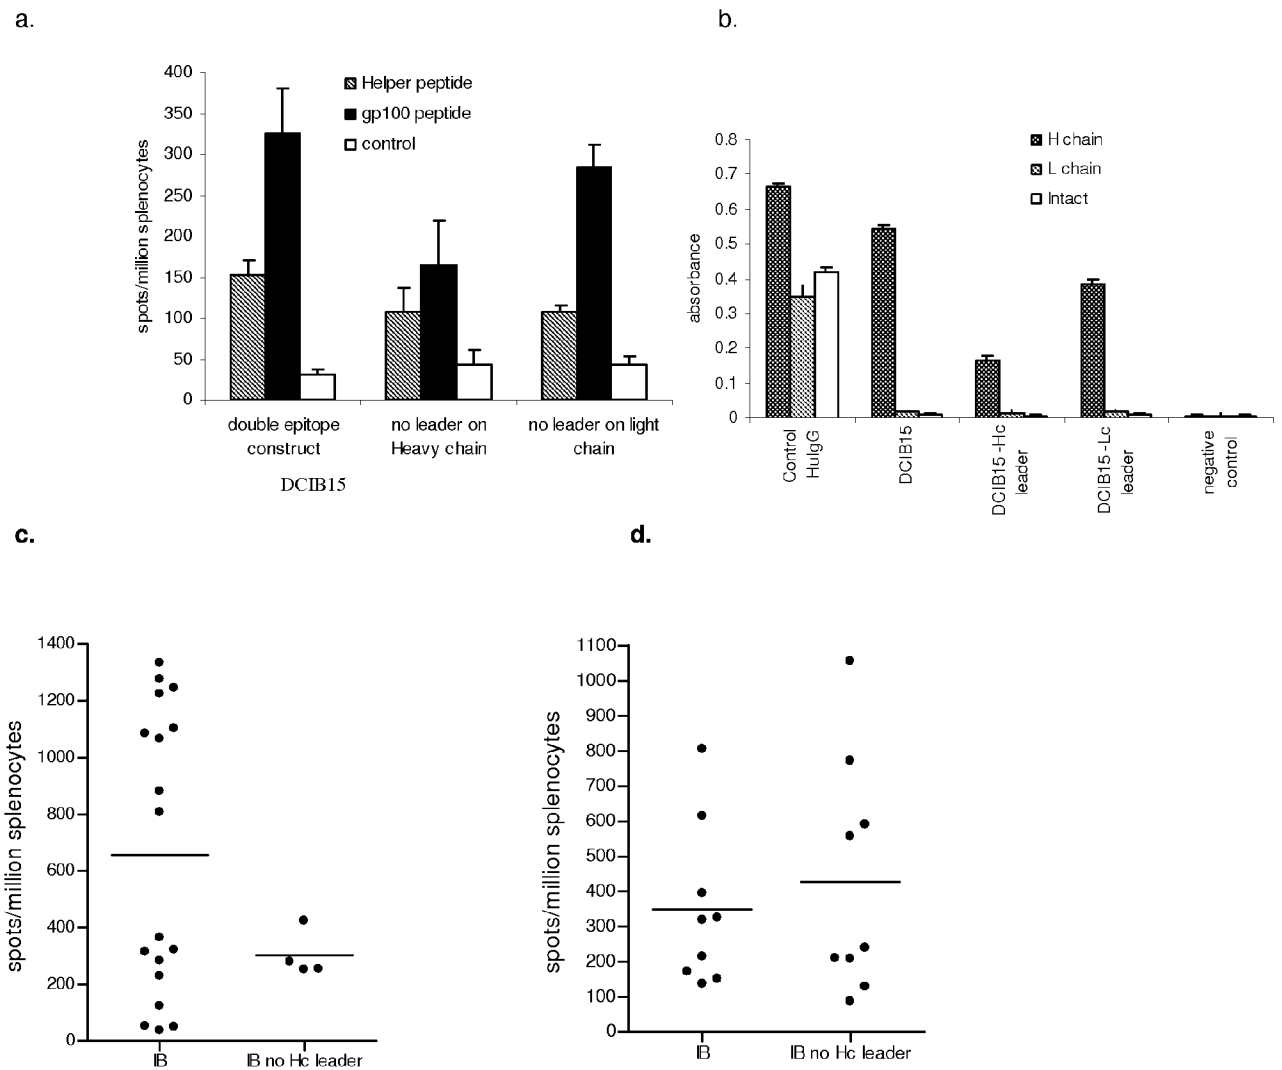 a.
400
350
300
250
200
150
100
50
0
spots/million splenocytes
Helper peptide
gp100 peptide
control
double epitope
construct
no leader on
Heavy chain
no leader on light
chain
DCIB15
b.
0.8
0.7
0.6
0.5
0.4
0.3
0.2
0.1
0
absorbance
H chain
L chain
Intact
Control
HuIgG
DCIB15
DCIB15 -Hc
leader
DCIB15 -Lc
leader
negative
control
c.
1400
1200
1000
800
600
400
200
0
spots/million splenocytes
IB
IB no Hc leader
d.
1100
1000
900
800
700
600
500
400
300
200
100
0
spots/million splenocytes
IB
IB no Hc leader